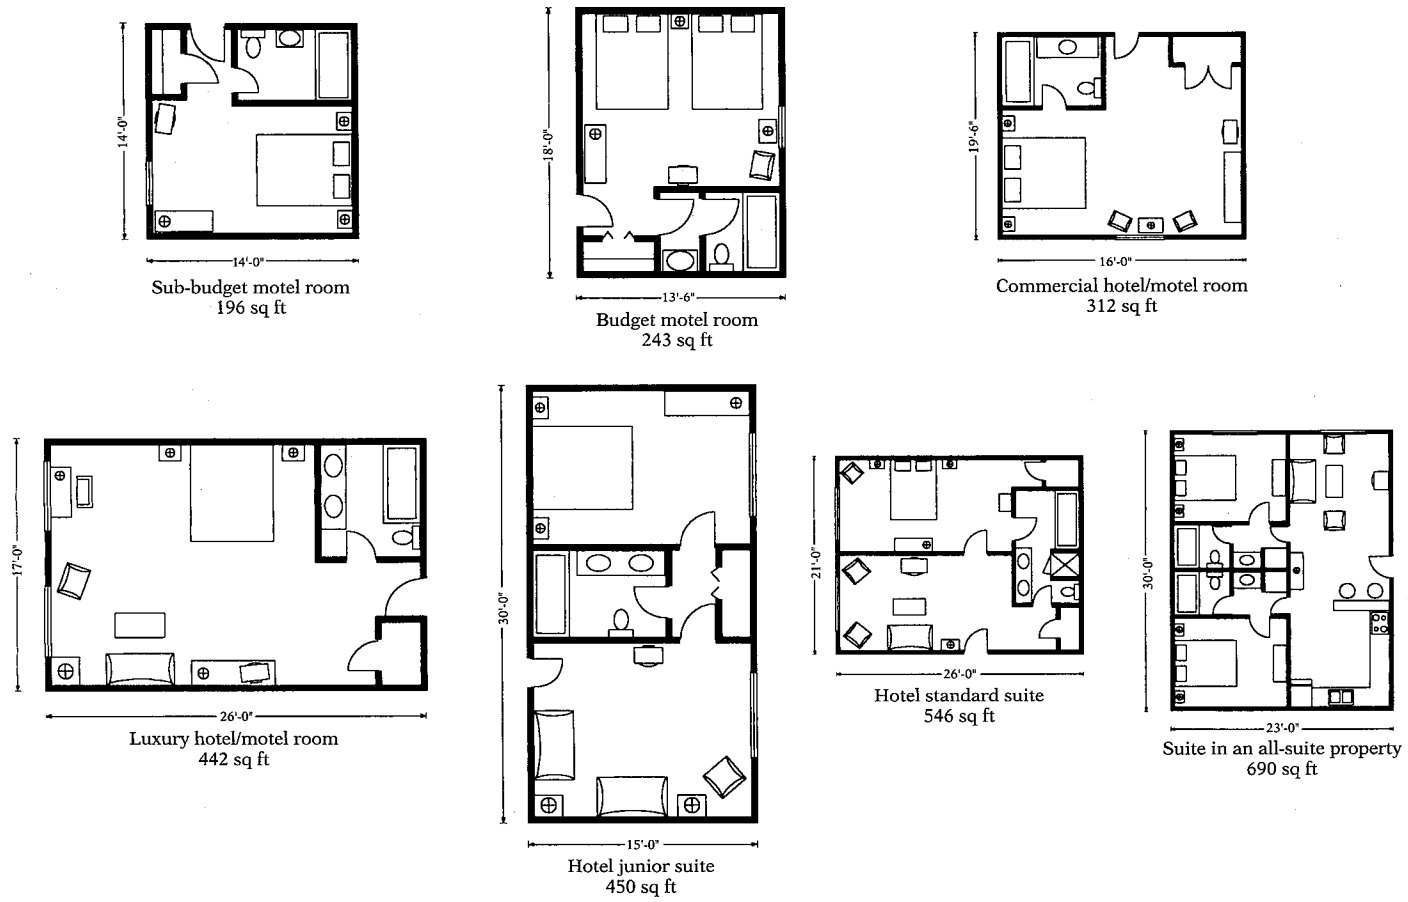 14'-0"
14'-0"
Sub-budget motel room
196 sq ft
18'-0"
13'-6"
Budget motel room
243 sq ft
19'-6"
16'-0"
Commercial hotel/motel room
312 sq ft
17'-0"
26'-0"
Luxury hotel/motel room
442 sq ft
30'-0"
15'-0"
Hotel junior suite
450 sq ft
21'-0"
26'-0"
Hotel standard suite
546 sq ft
30'-0"
23'-0"
Suite in an all-suite property
690 sq ft